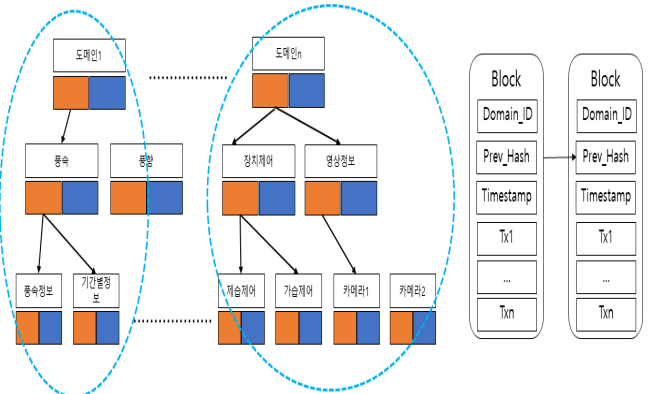 도메인1
도메인n
풍속
풍향
장치제어
영상정보
풍속정보
기간별정
보
제습제어
가습제어
카메라1
카메라2
Block
Domain_ID
Prev_Hash
Timestamp
Tx1
...
Txn
Block
Domain_ID
Prev_Hash
Timestamp
Tx1
...
Txn